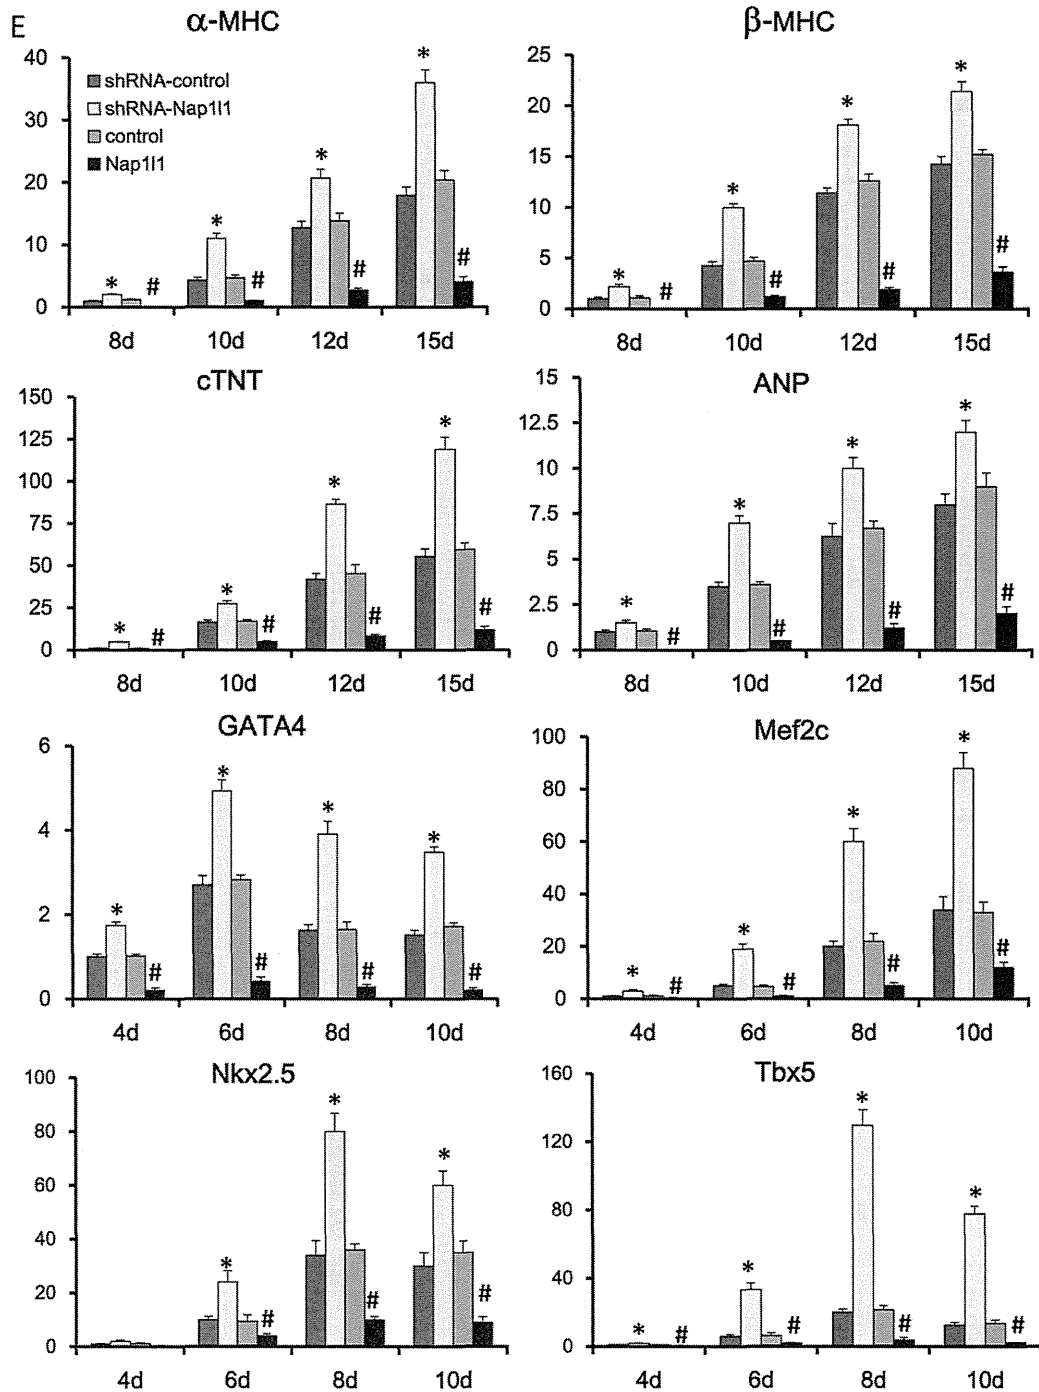 E
α-MHC
40
30
20
10
0
shRNA-control
shRNA-Nap1l1
control
Nap1l1
* # * # * # * #
8d 10d 12d 15d
β-MHC
25
20
15
10
5
0
* # * # * # * #
8d 10d 12d 15d
cTNT
150
125
100
75
50
25
0
* # * # * # * #
8d 10d 12d 15d
ANP
15
12.5
10
7.5
5
2.5
0
* # * # * # * #
8d 10d 12d 15d
GATA4
6
4
2
0
* # * # * # * #
4d 6d 8d 10d
Mef2c
100
80
60
40
20
0
* # * # * # * #
4d 6d 8d 10d
Nkx2.5
100
80
60
40
20
0
* # * # * #
4d 6d 8d 10d
Tbx5
160
120
80
40
0
* # * # * # * #
4d 6d 8d 10d